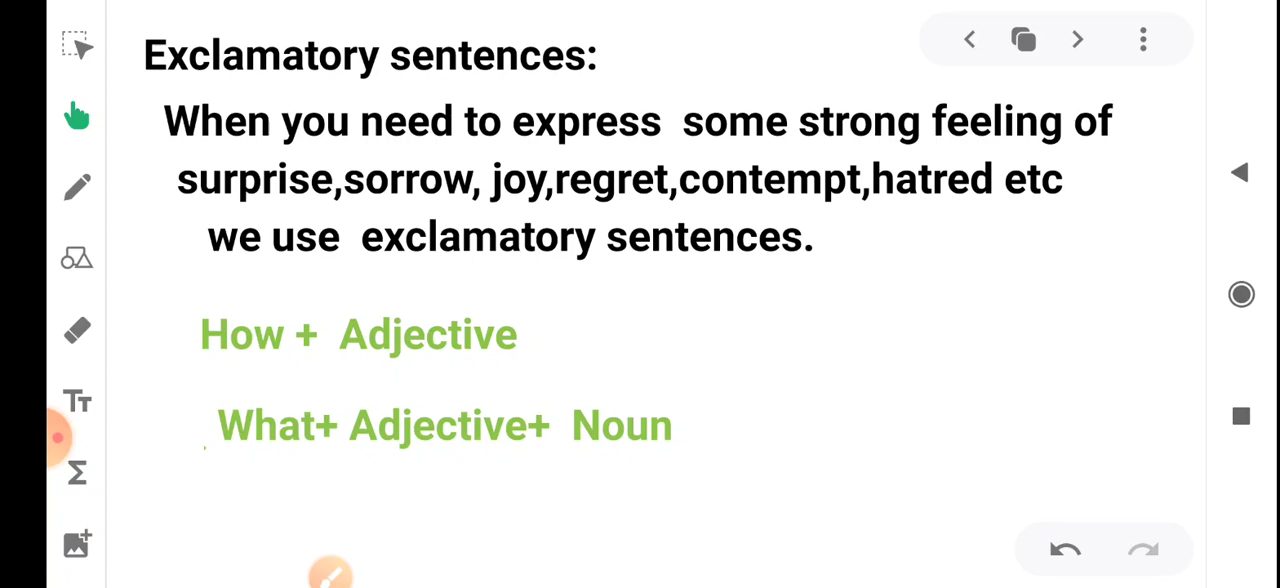 Exclamatory sentences:
When you need to express some strong feeling of
surprise,sorrow, joy,regret,contempt,hatred etc
we use exclamatory sentences.
How + Adjective
What+ Adjective+ Noun
TT
Σ